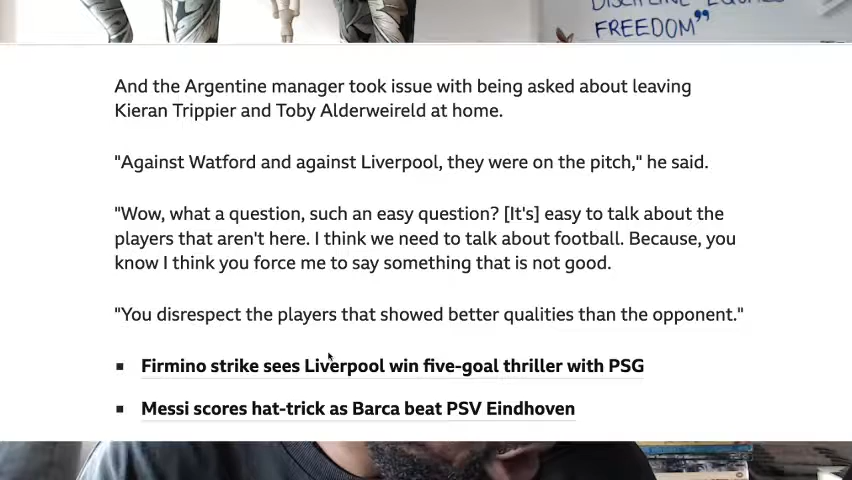 FREEDOM”
And the Argentine manager took issue with being asked about leaving
Kieran Trippier and Toby Alderweireld at home.
"Against Watford and against Liverpool, they were on the pitch," he said.
"Wow, what a question, such an easy question? [It's] easy to talk about the
players that aren't here. I think we need to talk about football. Because, you
know I think you force me to say something that is not good.
"You disrespect the players that showed better qualities than the opponent."
Firmino strike sees Liverpool win five-goal thriller with PSG
Messi scores hat-trick as Barca beat PSV Eindhoven